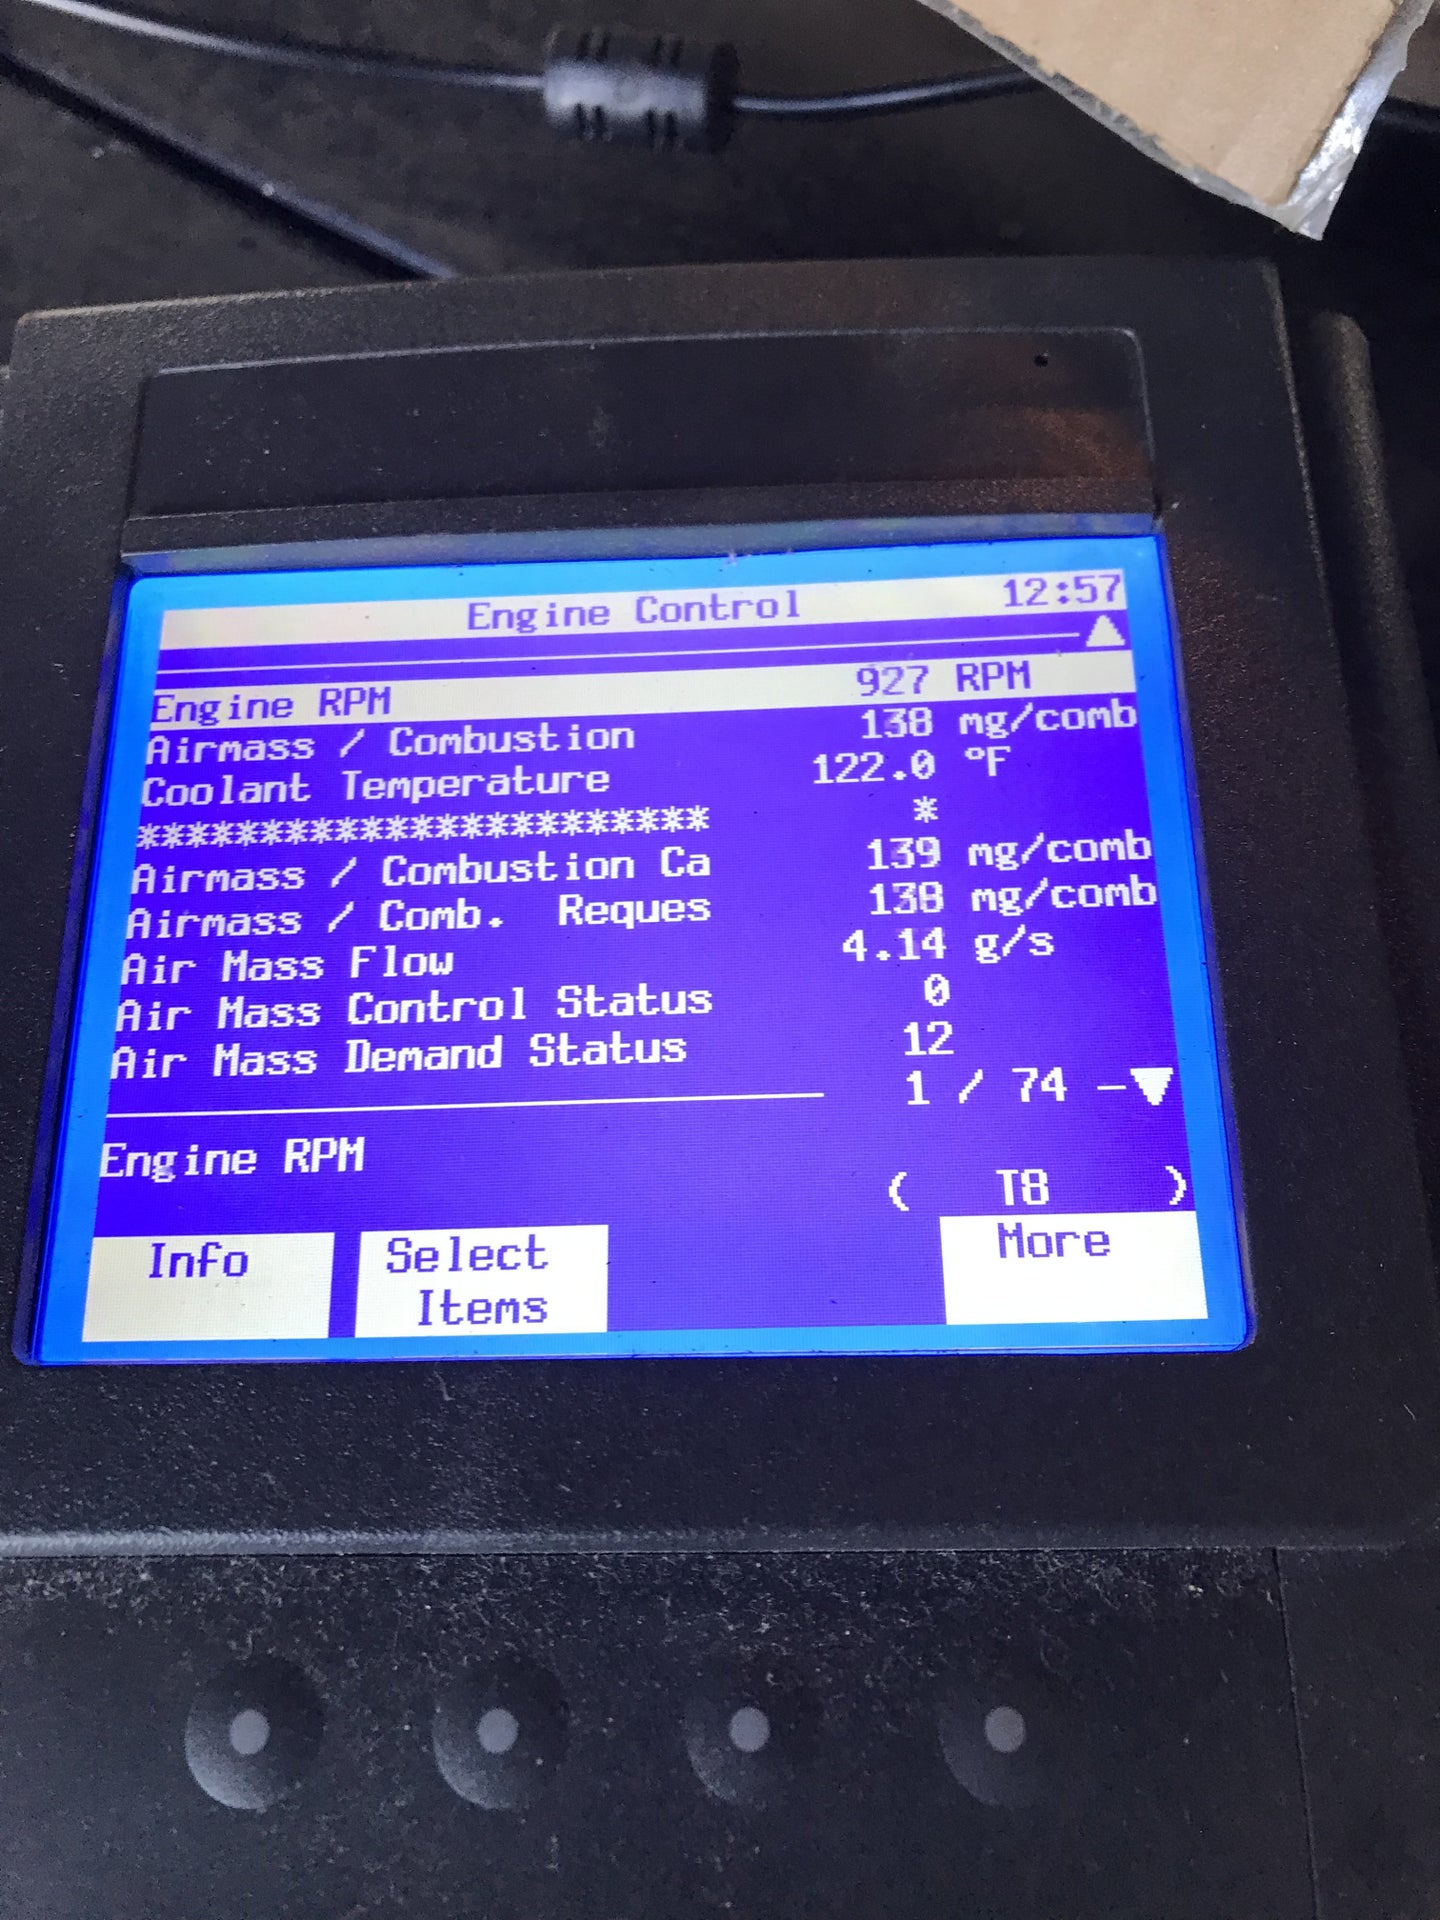 Engine Control 12:57
Engine RPM 927 RPM
Airmass / Combustion 138 mg/comb
Coolant Temperature 122.0 °F
*********************** *
Airmass / Combustion Ca 139 mg/comb
Airmass / Comb. Reques 138 mg/comb
Air Mass Flow 4.14 g/s
Air Mass Control Status 0
Air Mass Demand Status 12
1 / 74
Engine RPM
( T8 )
Info Select Items More